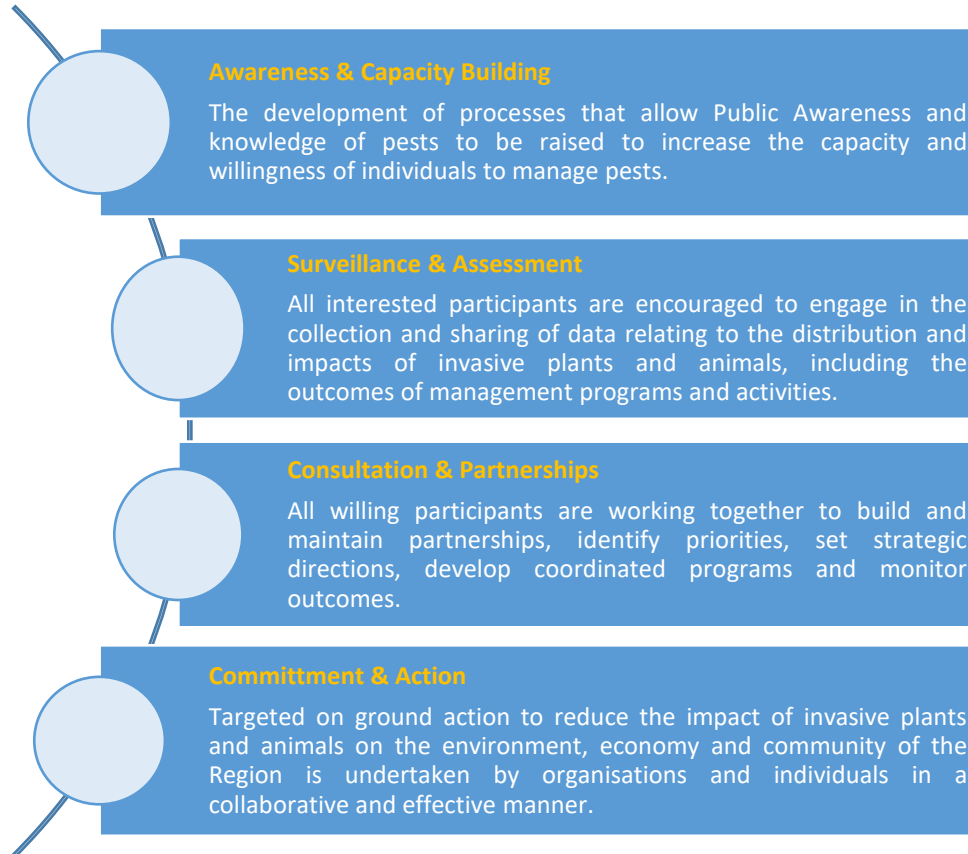 Awareness & Capacity Building
The development of processes that allow Public Awareness and
knowledge of pests to be raised to increase the capacity and
willingness of individuals to manage pests.
Surveillance & Assessment
All interested participants are encouraged to engage in the
collection and sharing of data relating to the distribution and
impacts of invasive plants and animals, including the
outcomes of management programs and activities.
Consultation & Partnerships
All willing participants are working together to build and
maintain partnerships, identify priorities, set strategic
directions, develop coordinated programs and monitor
outcomes.
Committment & Action
Targeted on ground action to reduce the impact of invasive plants
and animals on the environment, economy and community of the
Region is undertaken by organisations and individuals in a
collaborative and effective manner.